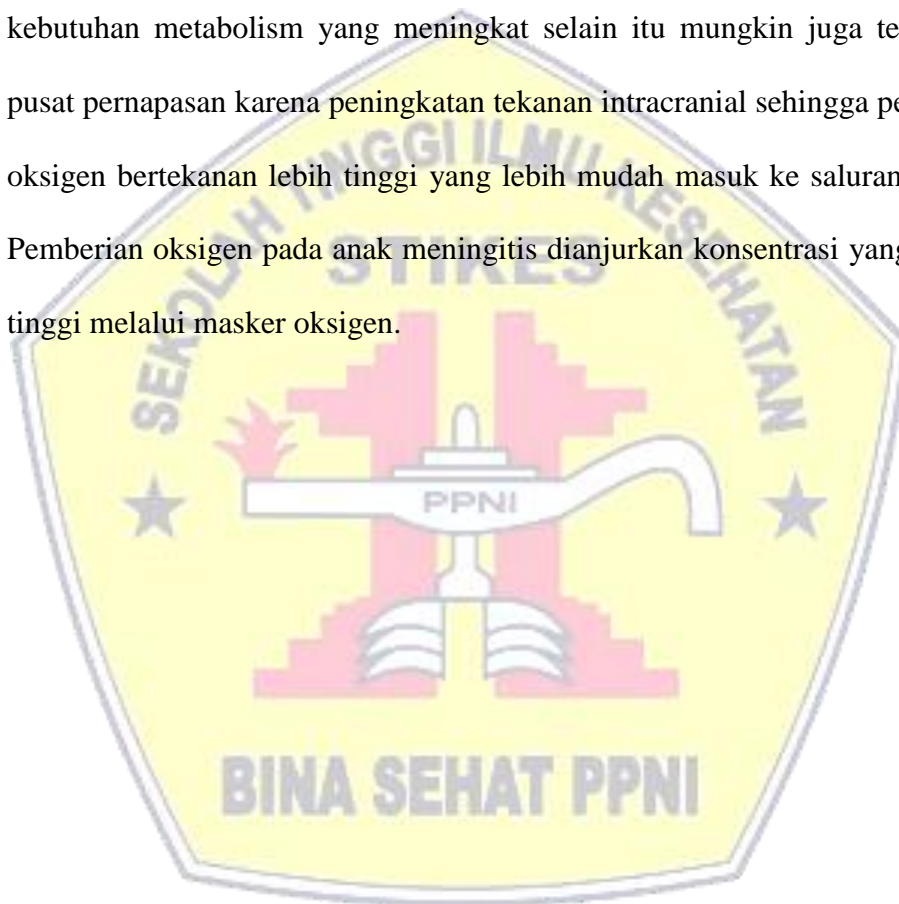 kebutuhan metabolism yang meningkat selain itu mungkin juga te
pusat pernapasan karena peningkatan tekanan intracranial sehingga pe
oksigen bertekanan lebih tinggi yang lebih mudah masuk ke saluran
Pemberian oksigen pada anak meningitis dianjurkan konsentrasi yang
tinggi melalui masker oksigen.
SEKOLAH TINGGI ILMU KESEHATAN
STIKES
PPNI
BINA SEHAT PPNI